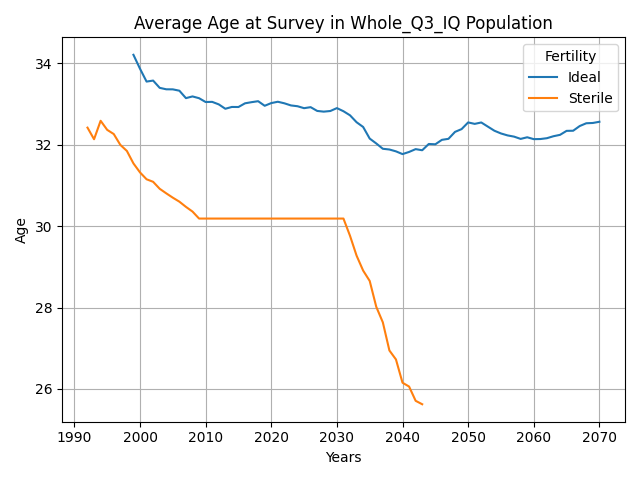 Average Age at Survey in Whole_Q3_IQ Population
Fertility
Ideal
Sterile
Age
34
32
30
28
26
1990 2000 2010 2020 2030 2040 2050 2060 2070
Years